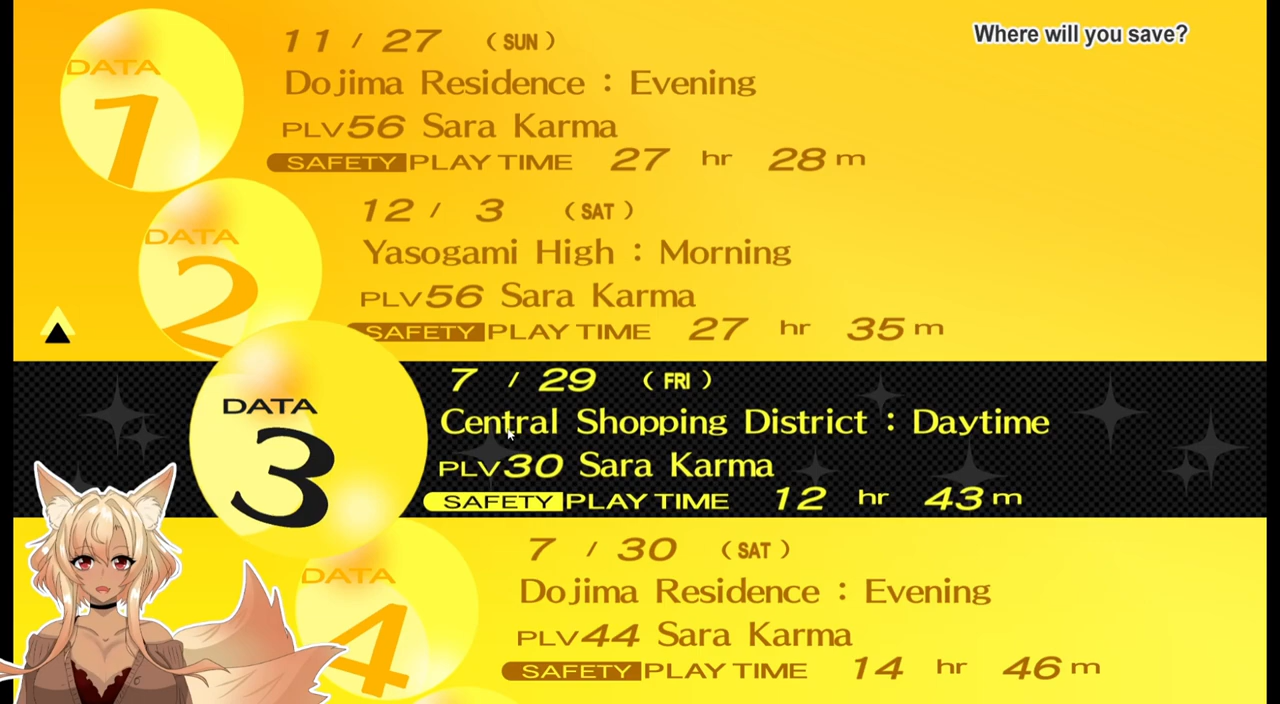 Where will you save?
DATA
1
11 / 27 (SUN)
Dojima Residence : Evening
PLV56 Sara Karma
SAFETY PLAY TIME 27 hr 28 m
DATA
2
12 / 3 (SAT)
Yasogami High : Morning
PLV56 Sara Karma
SAFETY PLAY TIME 27 hr 35 m
DATA
3
7 / 29 (FRI)
Central Shopping District : Daytime
PLV30 Sara Karma
SAFETY PLAY TIME 12 hr 43 m
DATA
4
7 / 30 (SAT)
Dojima Residence : Evening
PLV44 Sara Karma
SAFETY PLAY TIME 14 hr 46 m